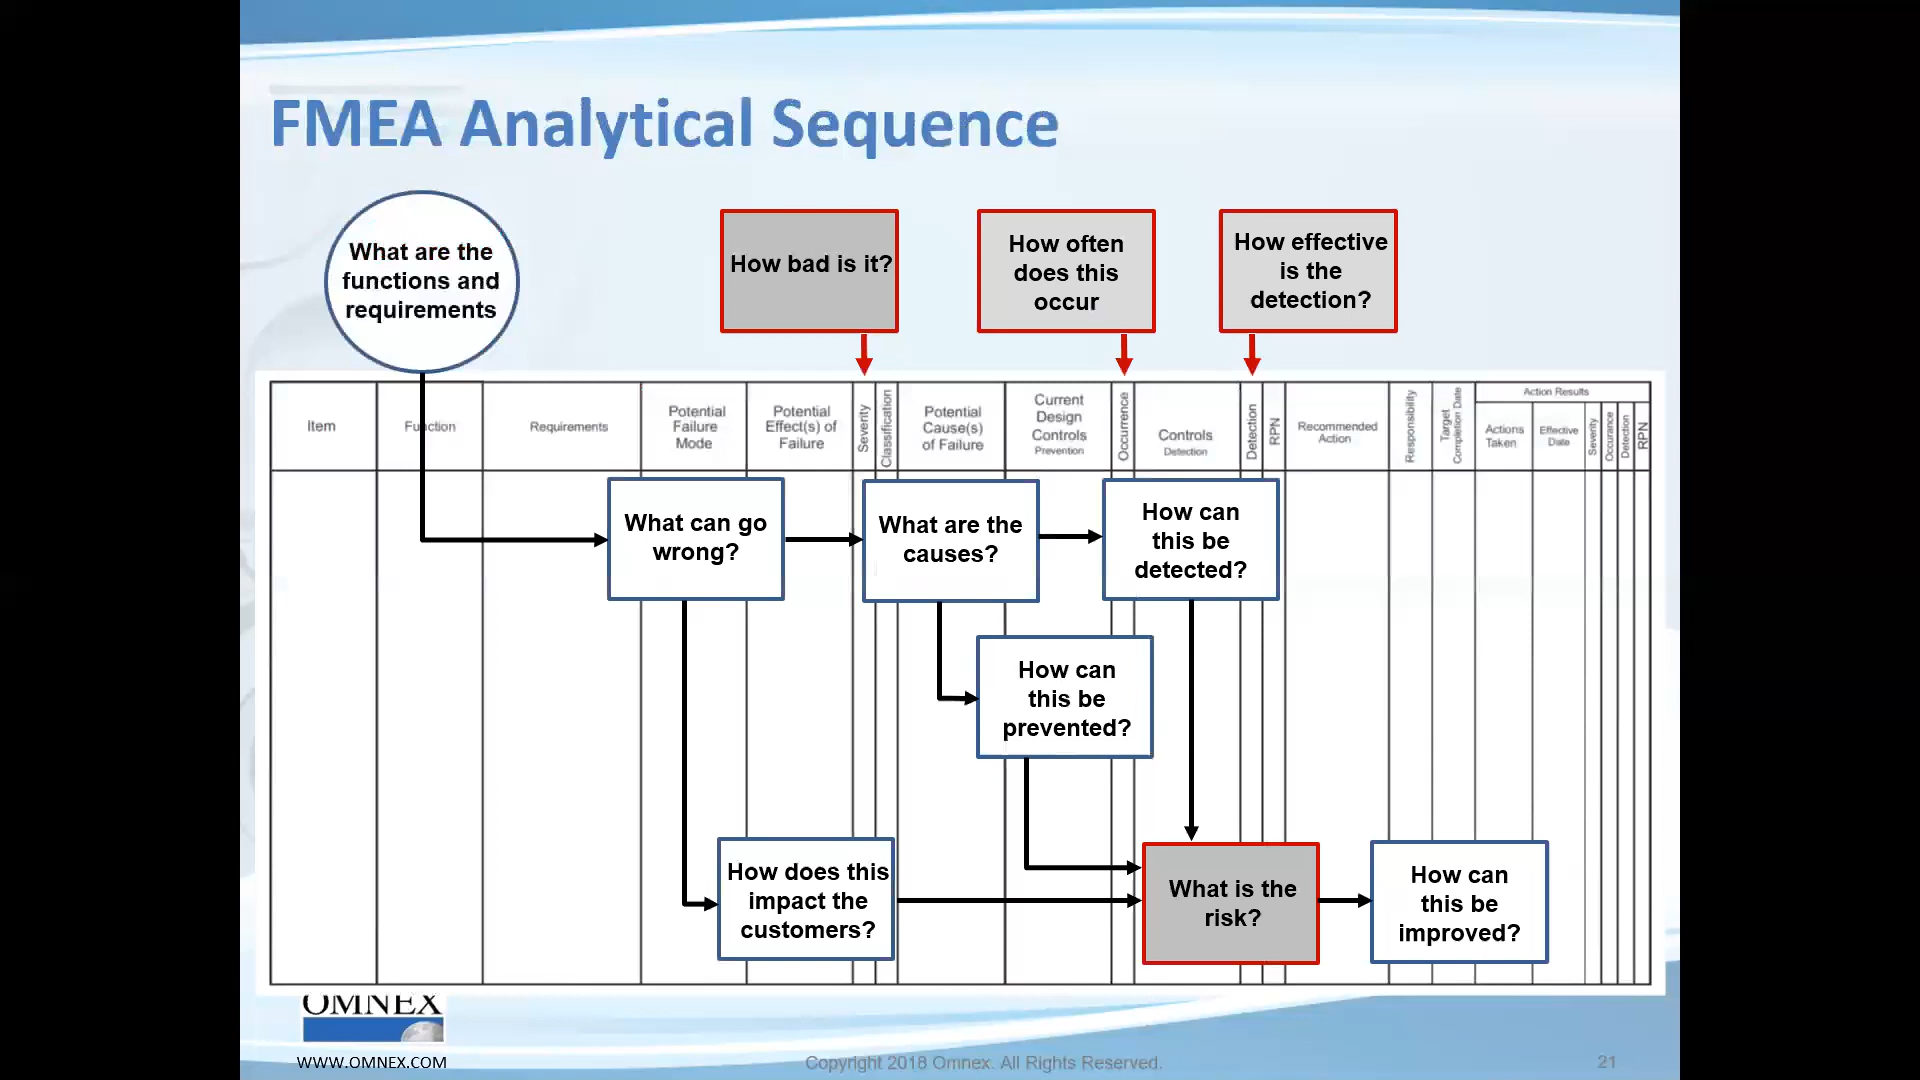 FMEA Analytical Sequence
What are the
functions and
requirements
How bad is it?
How often
does this
occur
How effective
is the
detection?
Item
Function
Requirements
Potential
Failure
Mode
Potential
Effect(s) of
Failure
Severity
Classification
Potential
Cause(s)
of Failure
Current
Design
Controls
Prevention
Occurrence
Controls
Detection
Detection
RPN
Recommended
Action
Responsibility
Target
Completion Date
Action Results
Actions
Taken
Effective
Date
Severity
Occurance
Detection
RPN
What can go
wrong?
What are the
causes?
How can
this be
detected?
How can
this be
prevented?
How does this
impact the
customers?
What is the
risk?
How can
this be
improved?
OMNEX
WWW.OMNEX.COM
Copyright 2018 Omnex. All Rights Reserved.
21